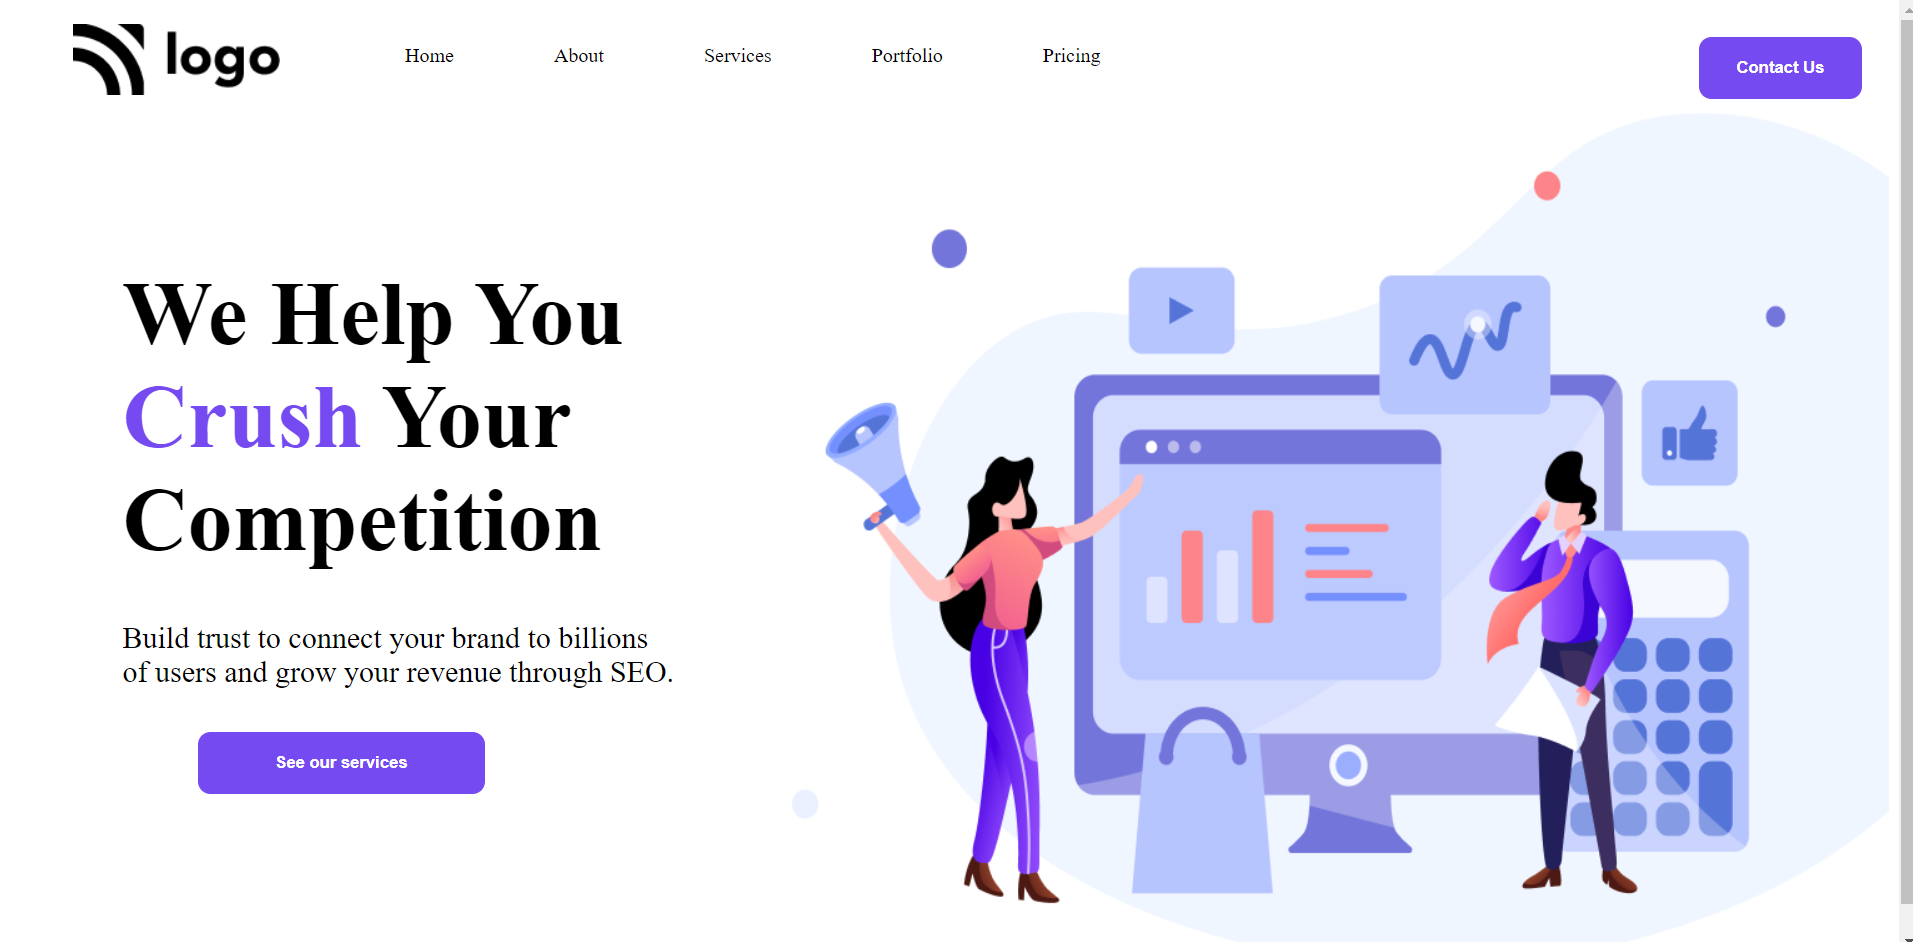 logo
Home
About
Services
Portfolio
Pricing
Contact Us
We Help You
Crush Your
Competition
Build trust to connect your brand to billions
of users and grow your revenue through SEO.
See our services